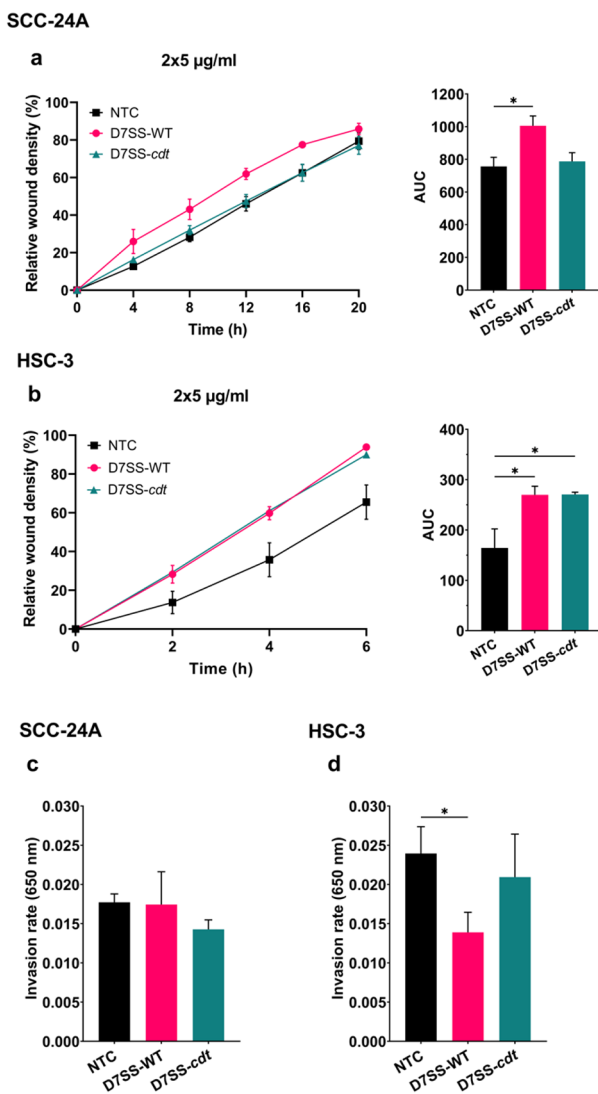 SCC-24A
a
2x5 µg/ml
Relative wound density (%)
100
80
60
40
20
0
NTC
D7SS-WT
D7SS-cdt
0 4 8 12 16 20
Time (h)
AUC
1200
1000
800
600
400
200
0
*
NTC
D7SS-WT
D7SS-cdt
HSC-3
b
2x5 µg/ml
Relative wound density (%)
100
80
60
40
20
0
NTC
D7SS-WT
D7SS-cdt
0 2 4 6
Time (h)
AUC
400
300
200
100
0
*
*
NTC
D7SS-WT
D7SS-cdt
SCC-24A
c
Invasion rate (650 nm)
0.030
0.025
0.020
0.015
0.010
0.005
0.000
NTC
D7SS-WT
D7SS-cdt
HSC-3
d
Invasion rate (650 nm)
0.030
0.025
0.020
0.015
0.010
0.005
0.000
*
NTC
D7SS-WT
D7SS-cdt